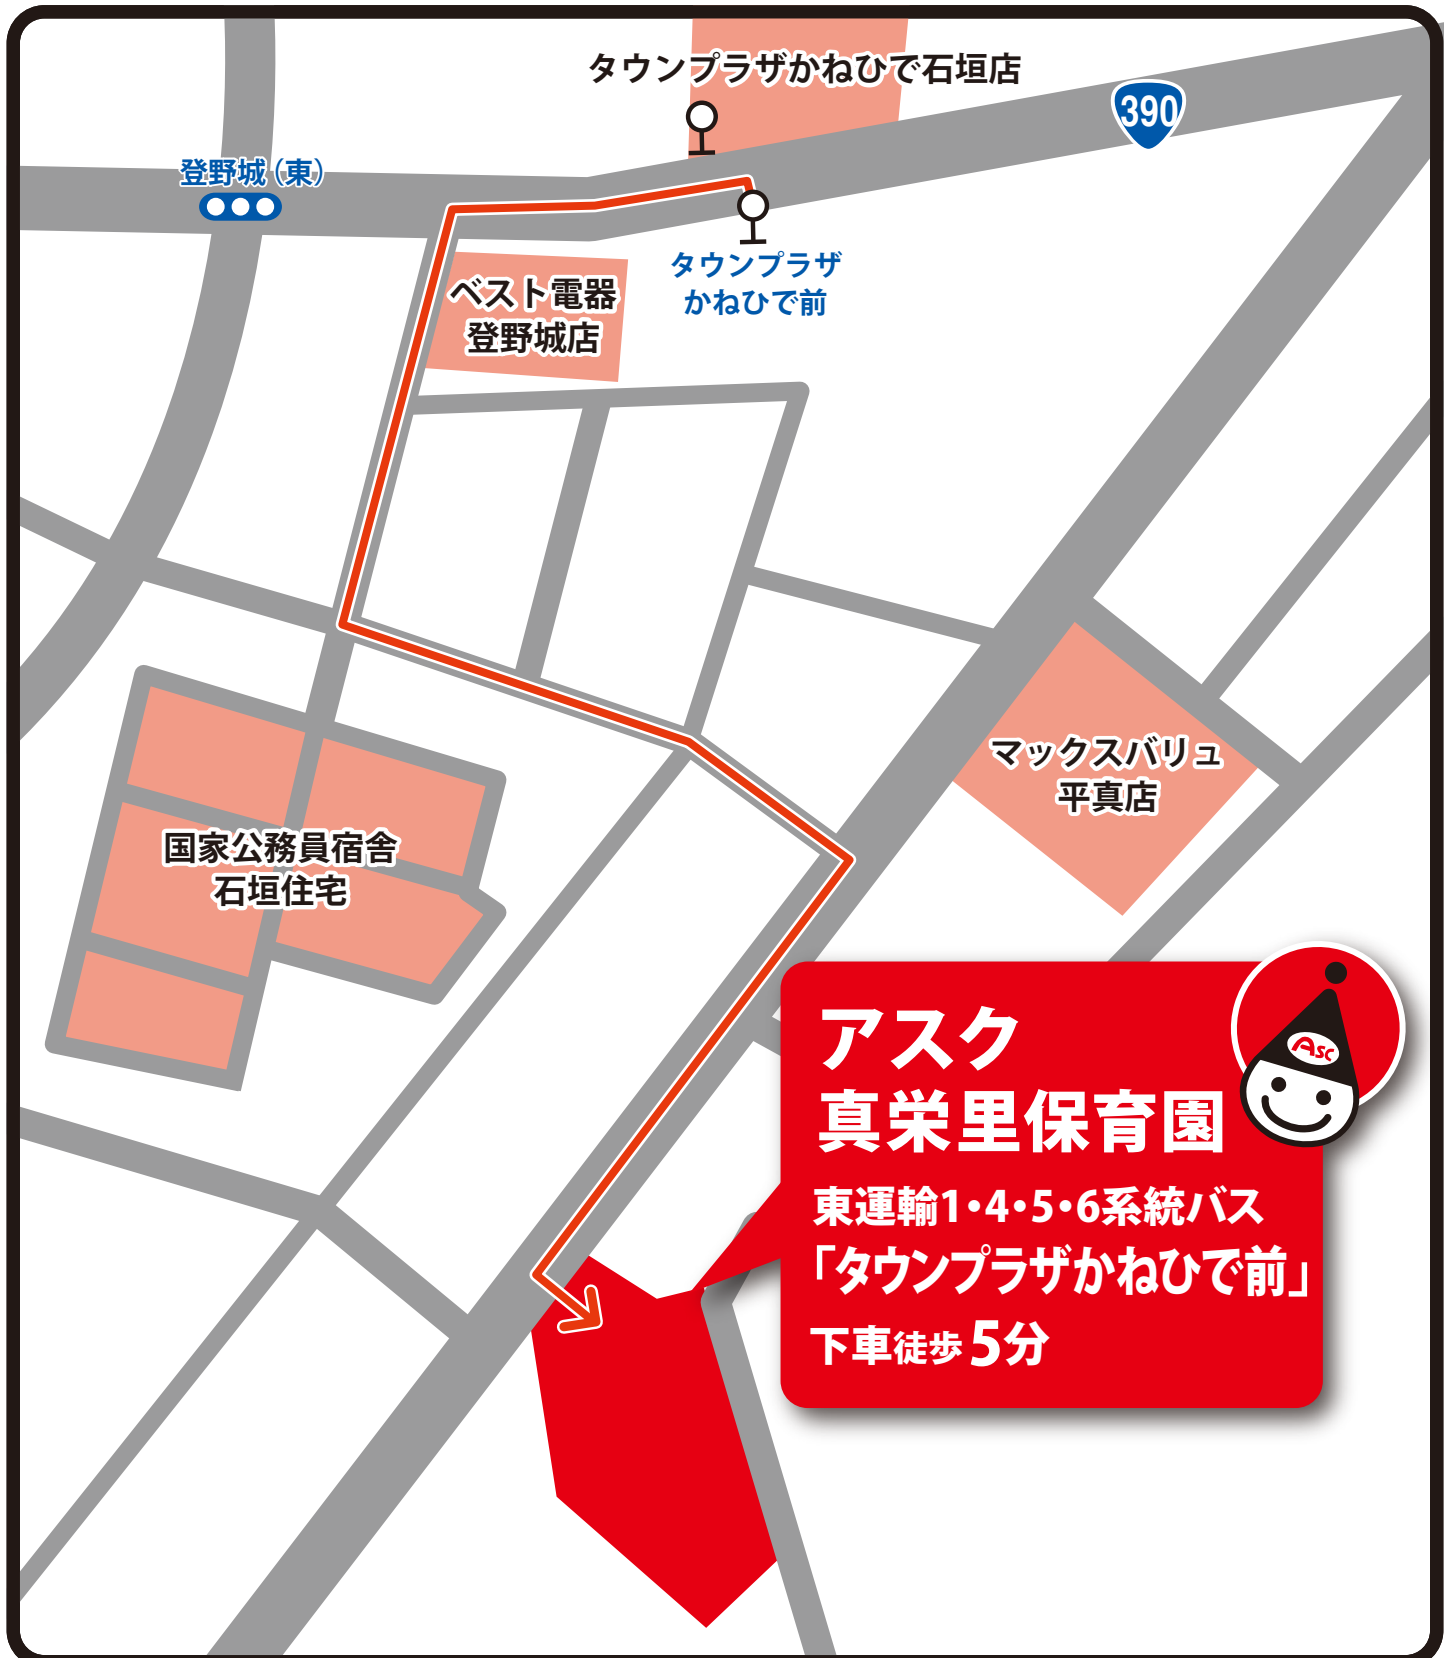 タウンプラザかねひで石垣店
390
登野城（東）
タウンプラザ
かねひで前
ベスト電器
登野城店
マックスバリュ
平真店
国家公務員宿舎
石垣住宅
ASC
アスク
真栄里保育園
東運輸1・4・5・6系統バス
「タウンプラザかねひで前」
下車徒歩5分